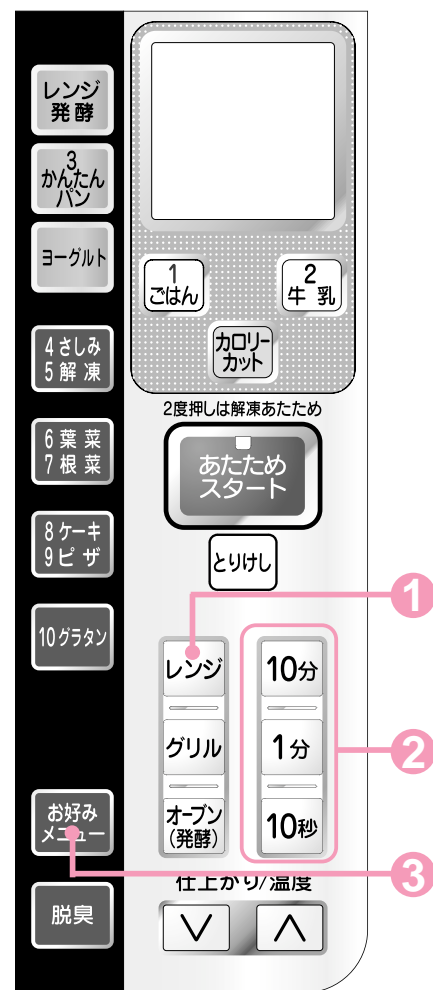 レンジ
発酵
3
かんたん
パン
ヨーグルト
1
ごはん
2
牛乳
カロリー
カット
4さしみ
5解凍
6葉菜
7根菜
8ケーキ
9ピザ
10グラタン
2度押しは解凍あたため
あたため
スタート
とりけし
1
レンジ
10分
グリル
1分
2
オーブン
(発酵)
10秒
お好み
メニュー
3
脱臭
仕上がり/温度